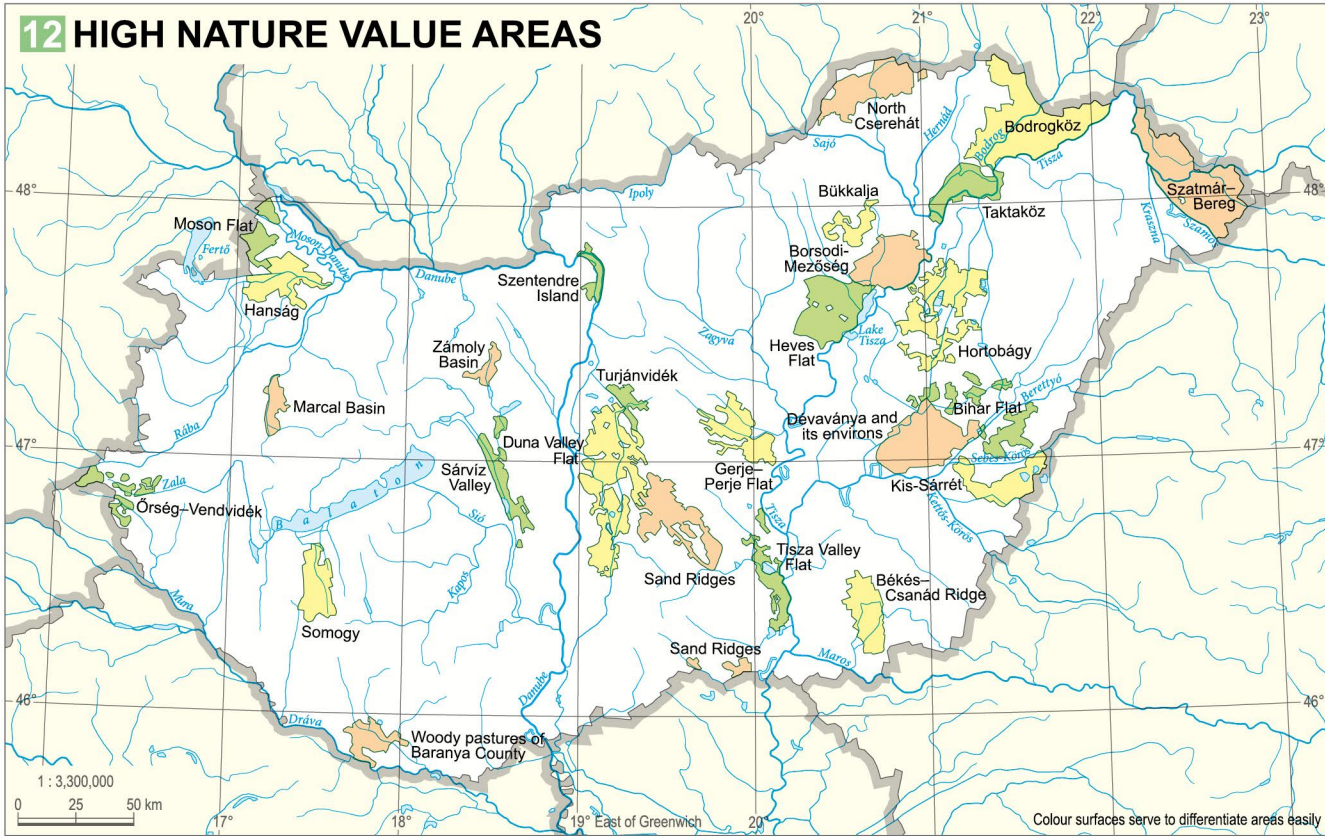 12 HIGH NATURE VALUE AREAS
20°
21°
22°
23°
North
Cserehát
Hernád
Bodrogköz
Bodrog
Tisza
Sajó
48°
Ipoly
Bükkalja
Taktaköz
Szatmár–
Bereg
48°
Kraszna
Szamos
Moson Flat
Fertő
Moson-Danube
Danube
Hanság
Szentendre
Island
Borsodi-
Mezőség
Zagyva
Heves
Flat
Lake
Tisza
Hortobágy
Zámoly
Basin
Marcal Basin
Turjánvidék
Dévaványa and
its environs
Bihar Flat
Berettyó
Rába
47°
Duna Valley
Flat
Sárvíz
Valley
Gerje–
Perje Flat
Sebes-Körös
47°
Kis-Sárrét
Kettős-Körös
Zala
Őrség–Vendvidék
Balaton
Sió
Tisza
Tisza Valley
Flat
Sand Ridges
Békés–
Csanád Ridge
Mura
Kapos
Somogy
Sand Ridges
Maros
46°
46°
Dráva
Danube
Woody pastures of
Baranya County
1 : 3,300,000
0 25 50 km
17°
18°
19° East of Greenwich
20°
Colour surfaces serve to differentiate areas easily